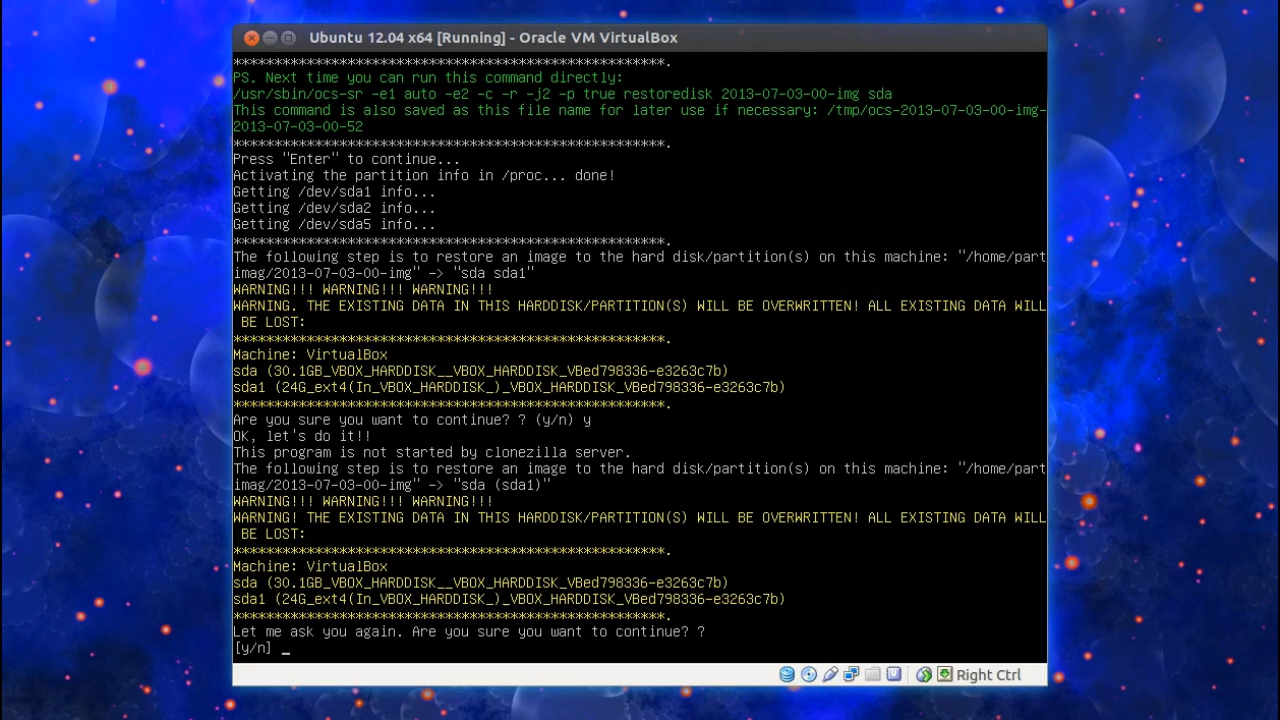 Ubuntu 12.04 x64 [Running] - Oracle VM VirtualBox
*****************************************************.
PS. Next time you can run this command directly:
/usr/sbin/ocs-sr -e1 auto -e2 -c -r -j2 -p true restoredisk 2013-07-03-00-img sda
This command is also saved as this file name for later use if necessary: /tmp/ocs-2013-07-03-00-img-
2013-07-03-00-52
*****************************************************.
Press "Enter" to continue...
Activating the partition info in /proc... done!
Getting /dev/sda1 info...
Getting /dev/sda2 info...
Getting /dev/sda5 info...
*****************************************************.
The following step is to restore an image to the hard disk/partition(s) on this machine: "/home/part
imag/2013-07-03-00-img" -> "sda sda1"
WARNING!!! WARNING!!! WARNING!!!
WARNING. THE EXISTING DATA IN THIS HARDDISK/PARTITION(S) WILL BE OVERWRITTEN! ALL EXISTING DATA WILL
BE LOST:
*****************************************************.
Machine: VirtualBox
sda (30.1GB_VBOX_HARDDISK__VBOX_HARDDISK_VBed798336-e3263c7b)
sda1 (24G_ext4(In_VBOX_HARDDISK_)_VBOX_HARDDISK_VBed798336-e3263c7b)
*****************************************************.
Are you sure you want to continue? ? (y/n) y
OK, let's do it!!
This program is not started by clonezilla server.
The following step is to restore an image to the hard disk/partition(s) on this machine: "/home/part
imag/2013-07-03-00-img" -> "sda (sda1)"
WARNING!!! WARNING!!! WARNING!!!
WARNING! THE EXISTING DATA IN THIS HARDDISK/PARTITION(S) WILL BE OVERWRITTEN! ALL EXISTING DATA WILL
BE LOST:
*****************************************************.
Machine: VirtualBox
sda (30.1GB_VBOX_HARDDISK__VBOX_HARDDISK_VBed798336-e3263c7b)
sda1 (24G_ext4(In_VBOX_HARDDISK_)_VBOX_HARDDISK_VBed798336-e3263c7b)
*****************************************************.
Let me ask you again. Are you sure you want to continue? ?
[y/n] _
Right Ctrl